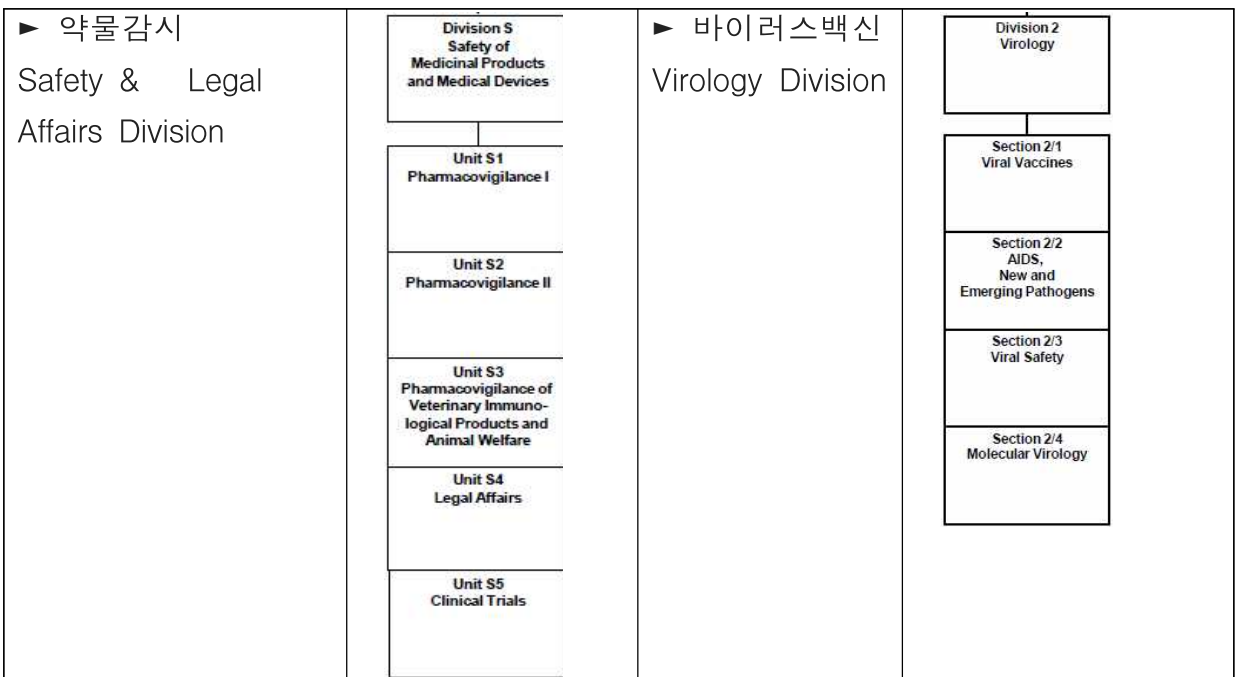 ► 약물감시
Safety & Legal
Affairs Division
Division S
Safety of
Medicinal Products
and Medical Devices
Unit S1
Pharmacovigilance I
Unit S2
Pharmacovigilance II
Unit S3
Pharmacovigilance of
Veterinary Immuno-
logical Products and
Animal Welfare
Unit S4
Legal Affairs
Unit S5
Clinical Trials
► 바이러스백신
Virology Division
Division 2
Virology
Section 2/1
Viral Vaccines
Section 2/2
AIDS,
New and
Emerging Pathogens
Section 2/3
Viral Safety
Section 2/4
Molecular Virology